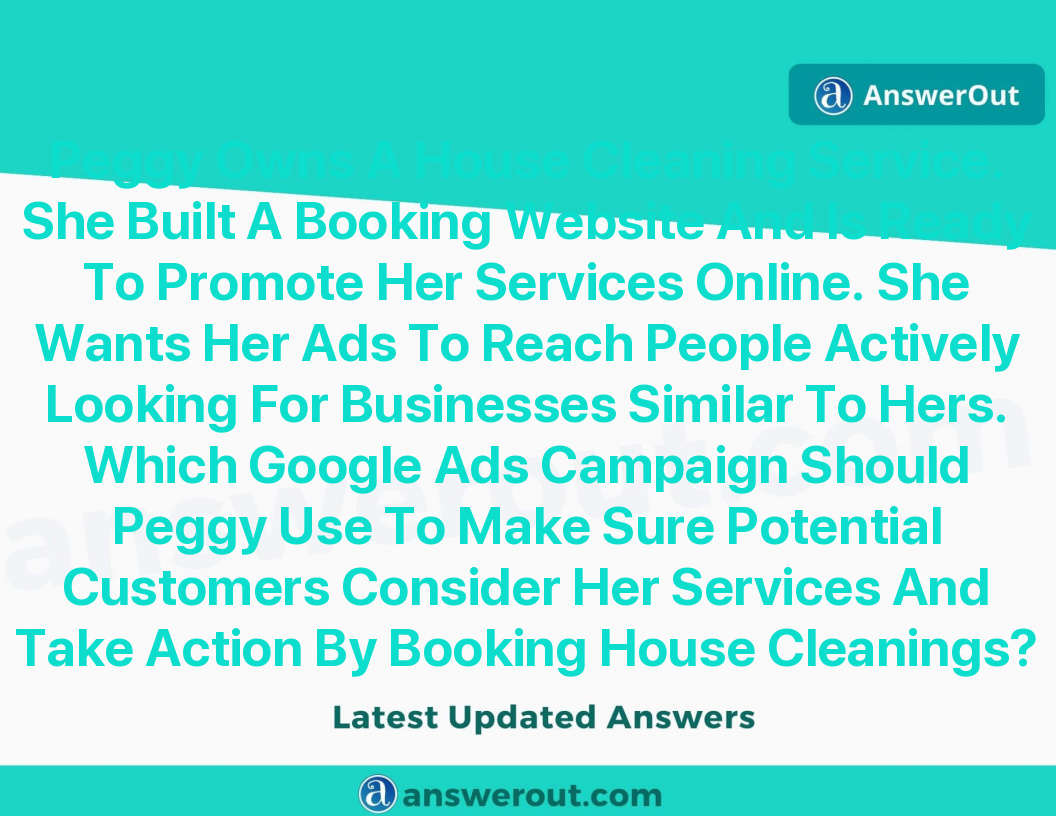 AnswerOut
Peggy Owns A House Cleaning Service.
She Built A Booking Website And Is Ready
To Promote Her Services Online. She
Wants Her Ads To Reach People Actively
Looking For Businesses Similar To Hers.
Which Google Ads Campaign Should
Peggy Use To Make Sure Potential
Customers Consider Her Services And
Take Action By Booking House Cleanings?
answerout.com
Latest Updated Answers
answerout.com